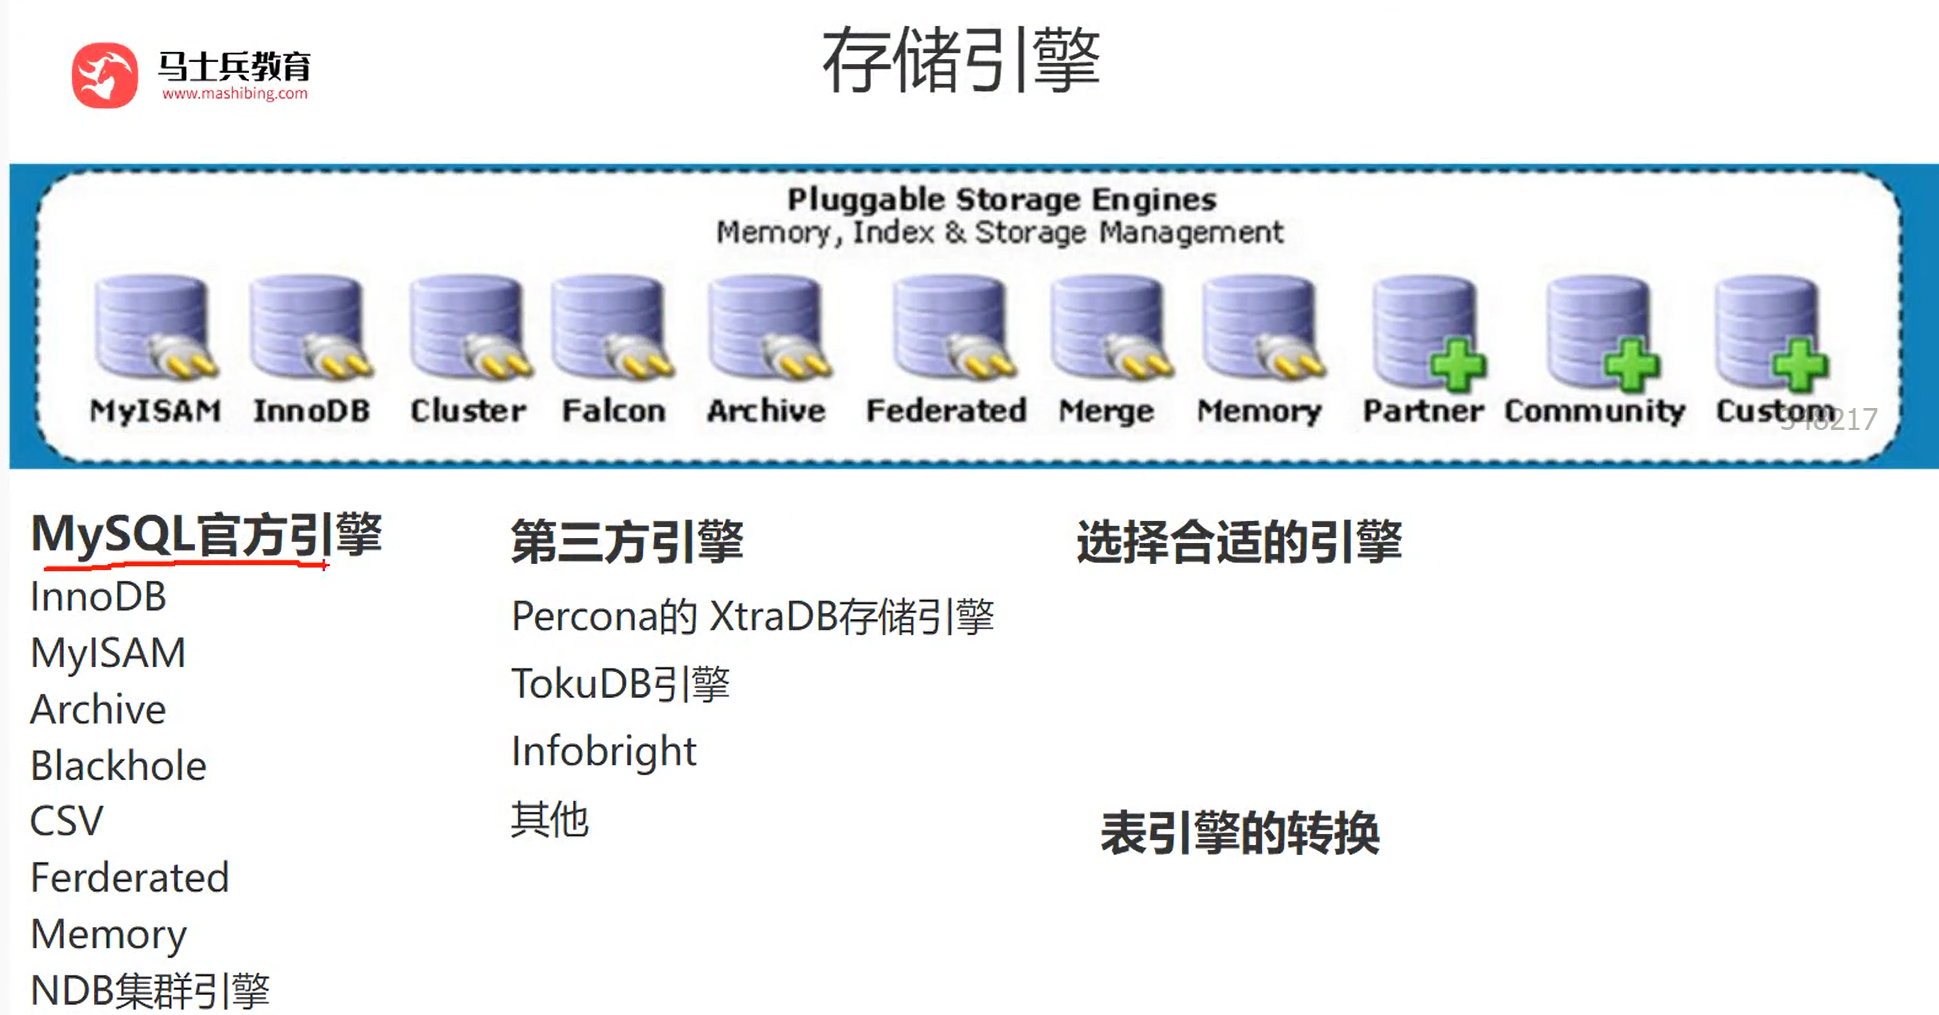 马士兵教育
www.mashibing.com
存储引擎
Pluggable Storage Engines
Memory, Index & Storage Management
MyISAM InnoDB Cluster Falcon Archive Federated Merge Memory Partner Community Custom
MySQL官方引擎
InnoDB
MyISAM
Archive
Blackhole
CSV
Ferderated
Memory
NDB集群引擎
第三方引擎
Percona的 XtraDB存储引擎
TokuDB引擎
Infobright
其他
选择合适的引擎
表引擎的转换